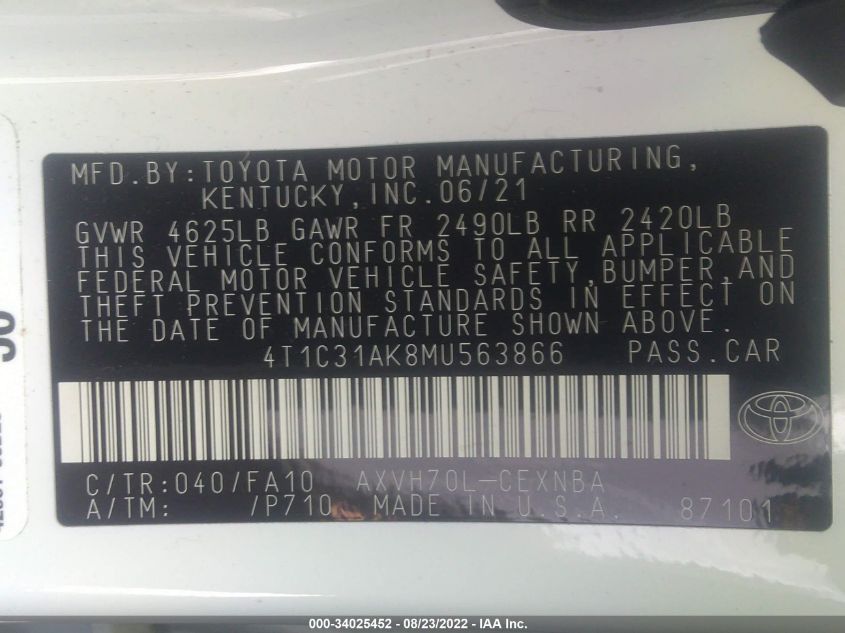 MFD.BY:TOYOTA MOTOR MANUFACTURING,
KENTUCKY,INC.06/21
GVWR 4625LB GAWR FR 2490LB RR 2420LB
THIS VEHICLE CONFORMS TO ALL APPLICABLE
FEDERAL MOTOR VEHICLE SAFETY,BUMPER,AND
THEFT PREVENTION STANDARDS IN EFFECT ON
THE DATE OF MANUFACTURE SHOWN ABOVE.
4T1C31AK8MU563866 PASS.CAR
C/TR:040/FA10 AXVH70L-CEXNBA
A/TM: /P710 MADE IN U.S.A. 87101
000-34025452 - 08/23/2022 - IAA Inc.